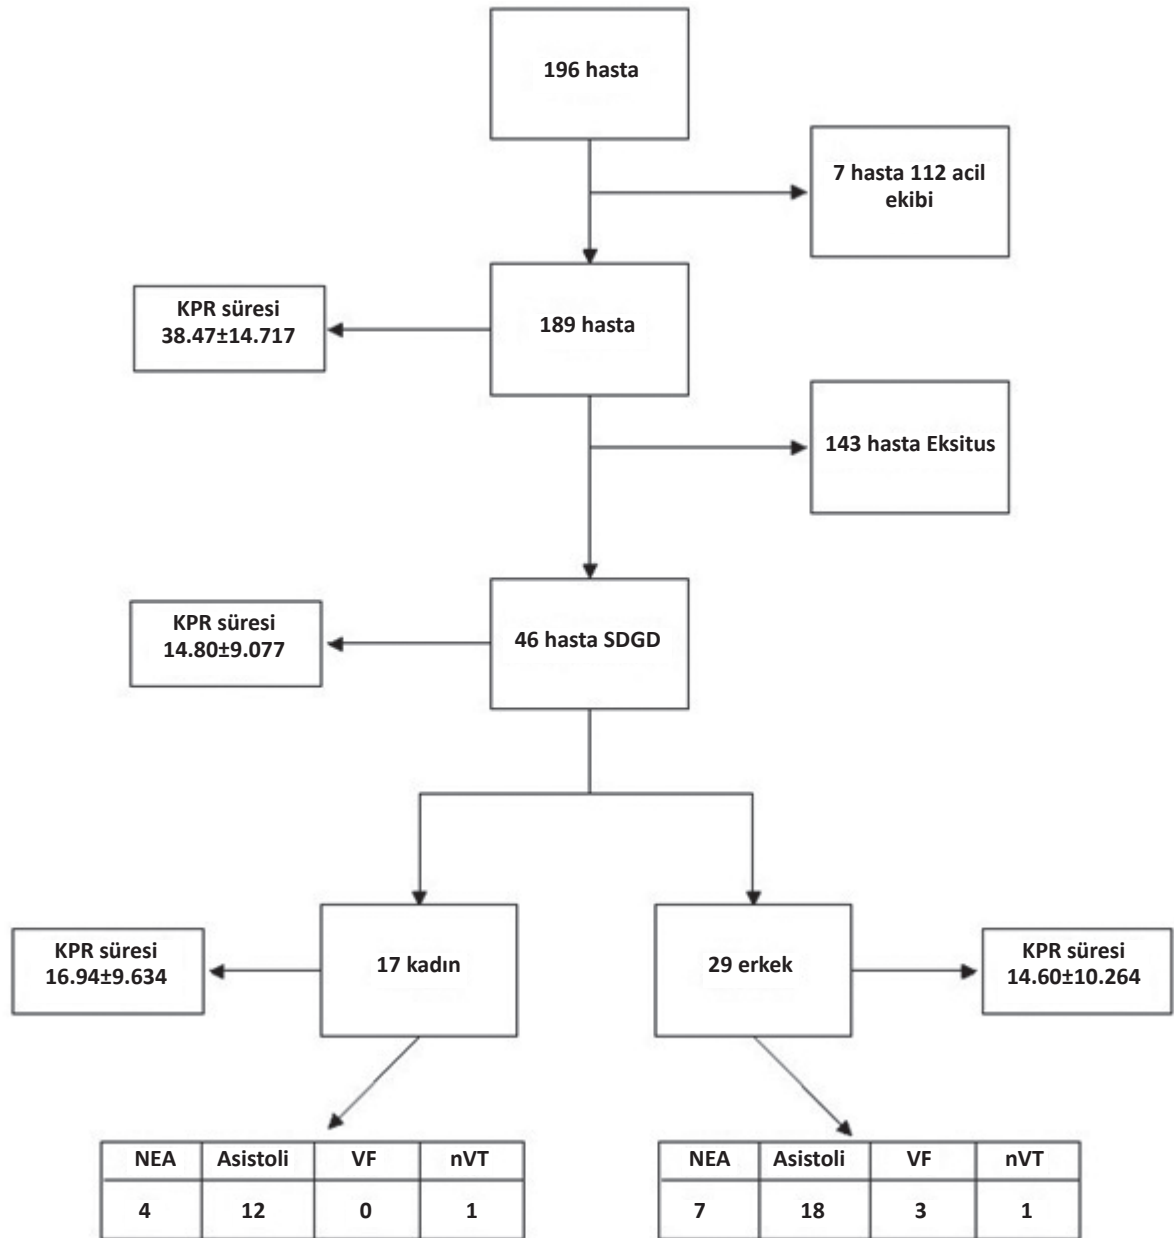 196 hasta
7 hasta 112 acil
ekibi
KPR süresi
38.47±14.717
189 hasta
143 hasta Eksitus
KPR süresi
14.80±9.077
46 hasta SDGD
KPR süresi
16.94±9.634
17 kadın
29 erkek
KPR süresi
14.60±10.264
NEA Asistoli VF nVT
4 12 0 1
NEA Asistoli VF nVT
7 18 3 1